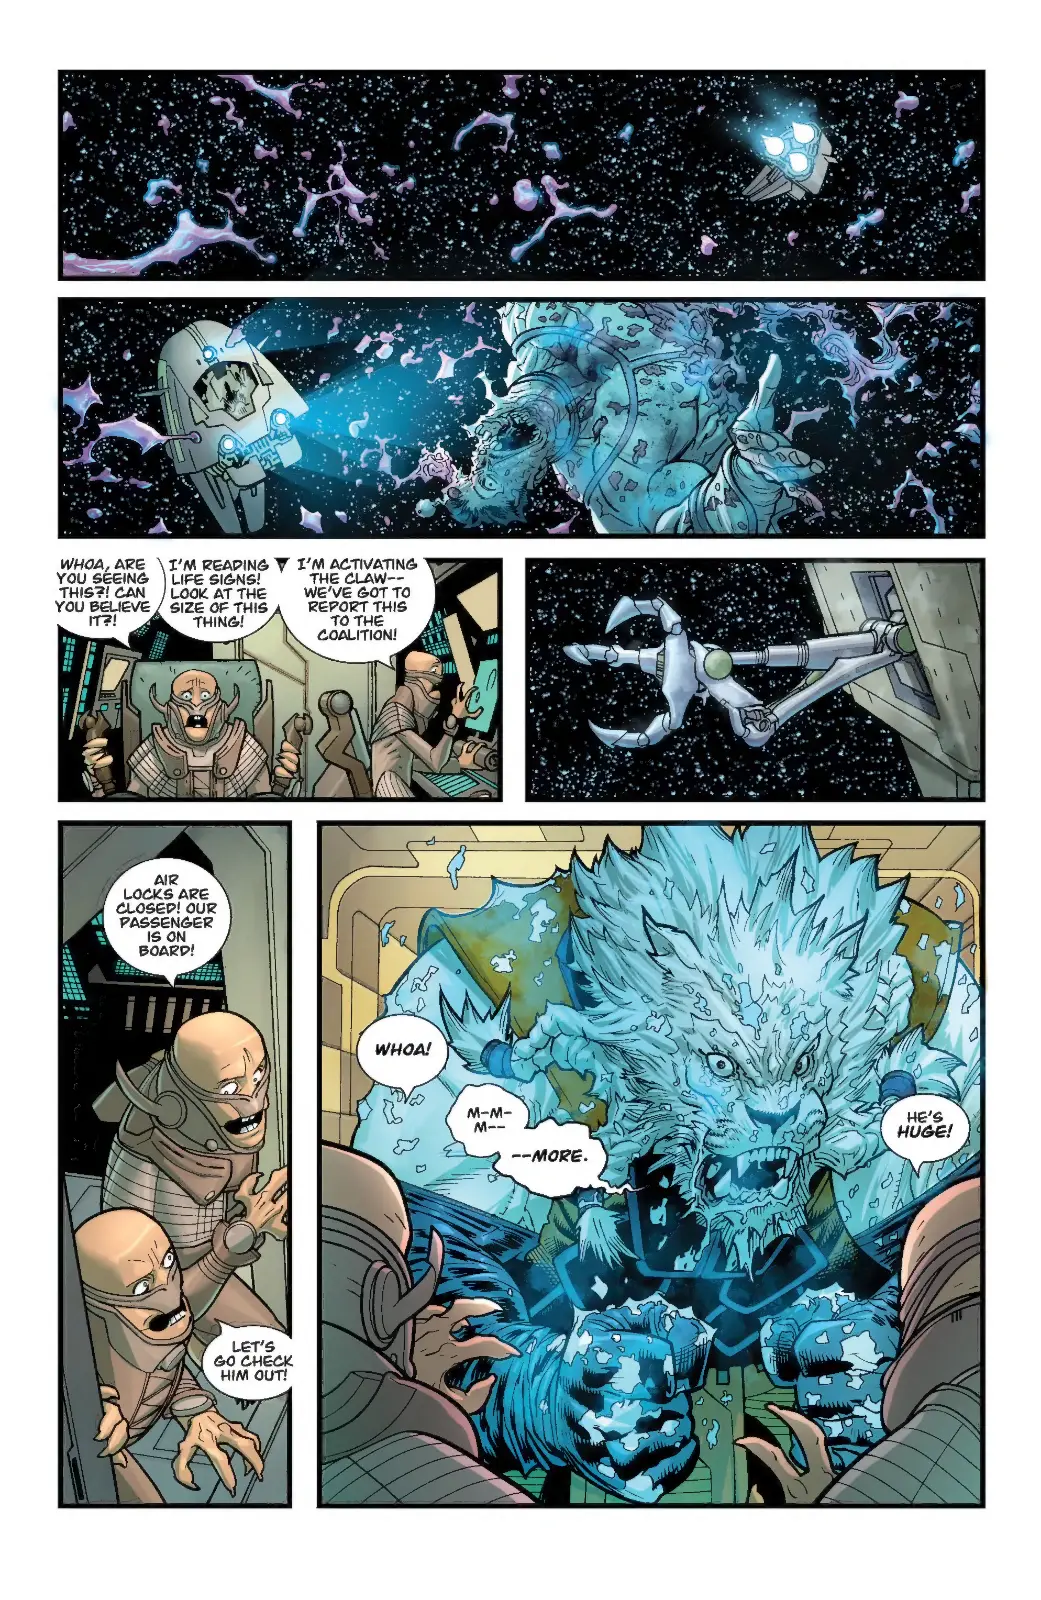 WHOA, ARE
YOU SEEING
THIS?! CAN
YOU BELIEVE
IT?!
I'M READING
LIFE SIGNS!
LOOK AT THE
SIZE OF THIS
THING!
I'M ACTIVATING
THE CLAW--
WE'VE GOT TO
REPORT THIS
TO THE
COALITION!
AIR
LOCKS ARE
CLOSED! OUR
PASSENGER
IS ON
BOARD!
LET'S
GO CHECK
HIM OUT!
WHOA!
M-M-
M--
--MORE.
HE'S
HUGE!